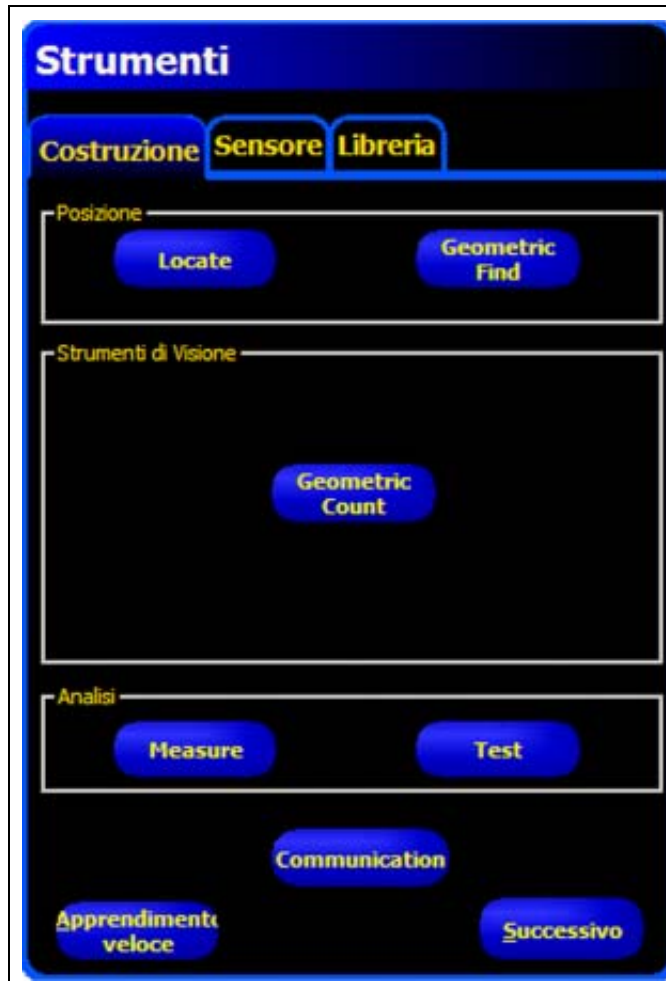 Strumenti
Costruzione Sensore Libreria
Posizione
Locate
Geometric
Find
Strumenti di Visione
Geometric
Count
Analisi
Measure Test
Communication
Apprendimento
veloce
Successivo